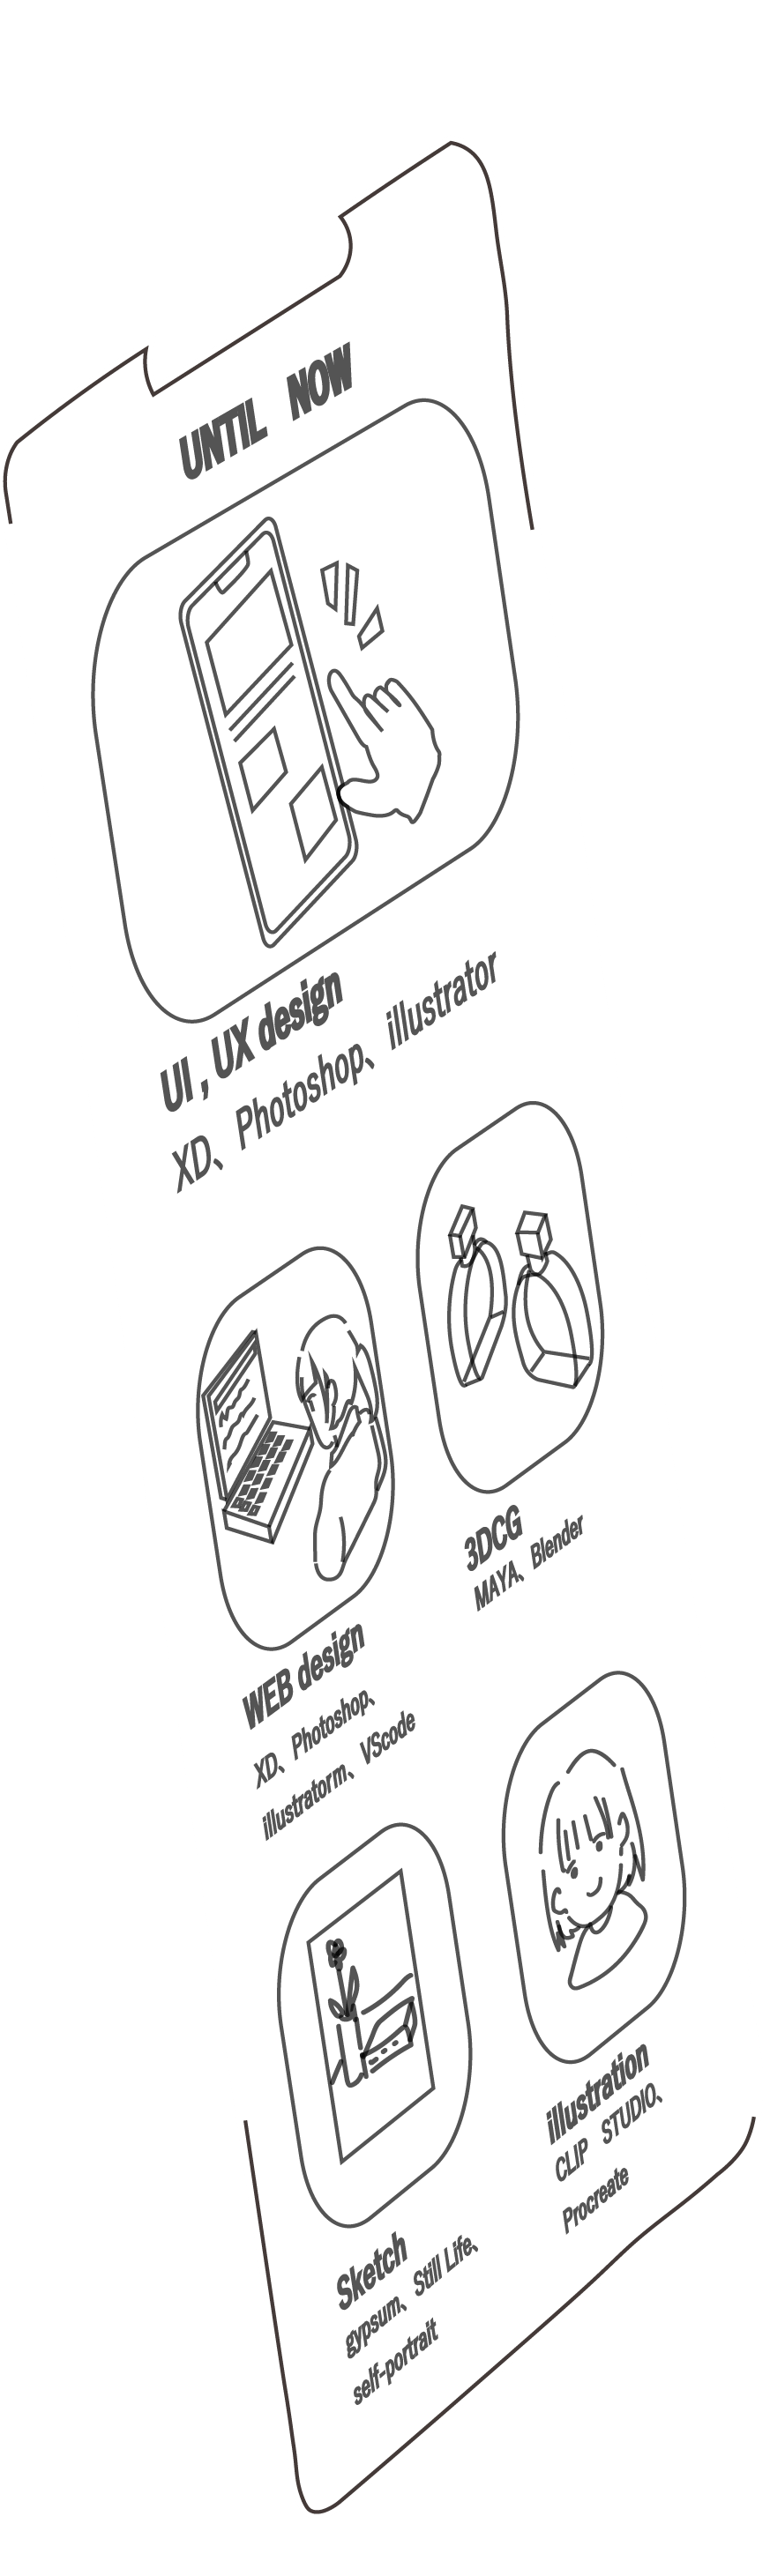 UNTIL NOW
UI , UX design
XD、Photoshop、illustrator
3DCG
MAYA、Blender
WEB design
XD、Photoshop、
illustratorm、VScode
illustration
CLIP STUDIO、
Procreate
Sketch
gypsum、Still Life、
self-portrait